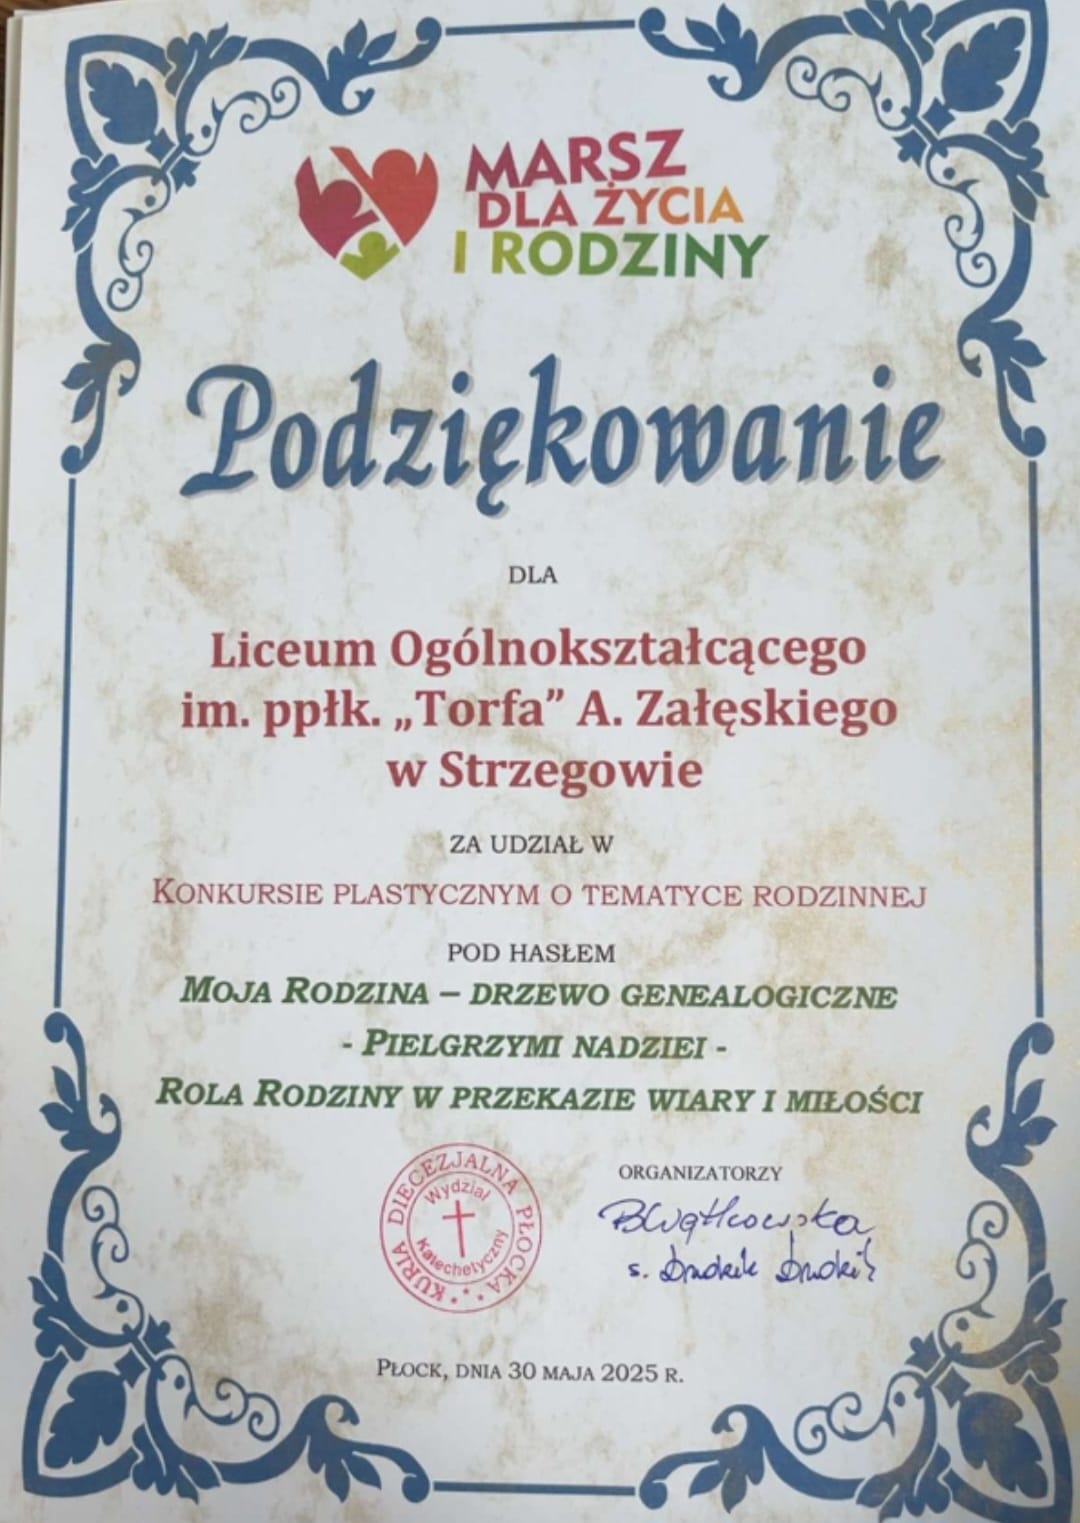 MARSZ
DLA ŻYCIA
I RODZINY
Podziękowanie
DLA
Liceum Ogólnokształcącego
im. ppłk. „Torfa” A. Załęskiego
w Strzegowie
ZA UDZIAŁ W
KONKURSIE PLASTYCZNYM O TEMATYCE RODZINNEJ
POD HASŁEM
MOJA RODZINA – DRZEWO GENEALOGICZNE
- PIELGRZYMI NADZIEI -
ROLA RODZINY W PRZEKAZIE WIARY I MIŁOŚCI
KURIA DIECEZJALNA PŁOCKA
Wydział
Katechetyczny
ORGANIZATORZY
s.
PŁOCK, DNIA 30 MAJA 2025 R.